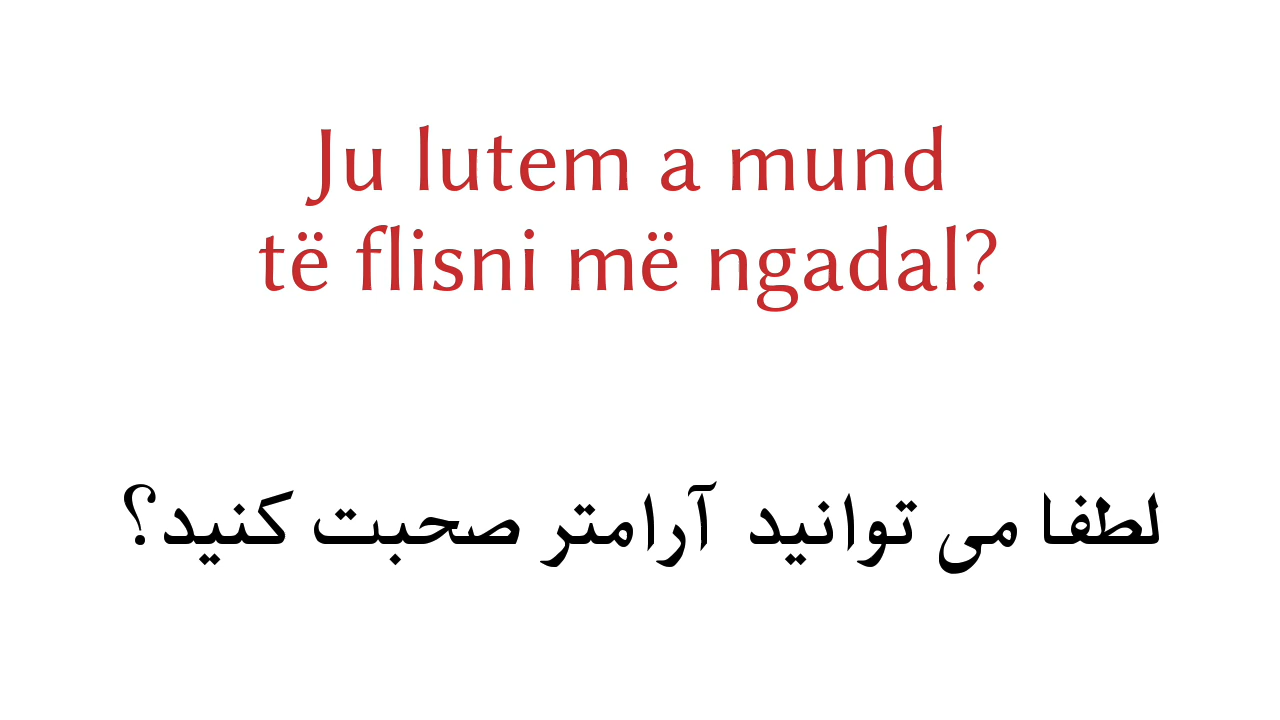 Ju lutem a mund
të flisni më ngadal?
لطفا می توانید آرامتر صحبت کنید؟